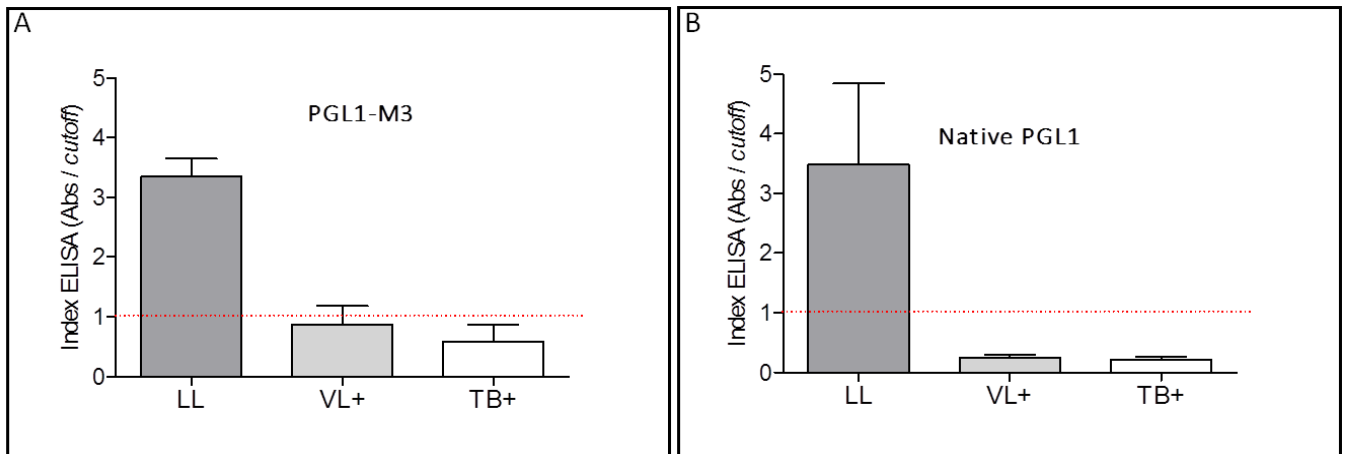 A
PGL1-M3
Index ELISA (Abs / cutoff)
5
4
3
2
1
0
LL VL+ TB+
B
Native PGL1
Index ELISA (Abs / cutoff)
5
4
3
2
1
0
LL VL+ TB+